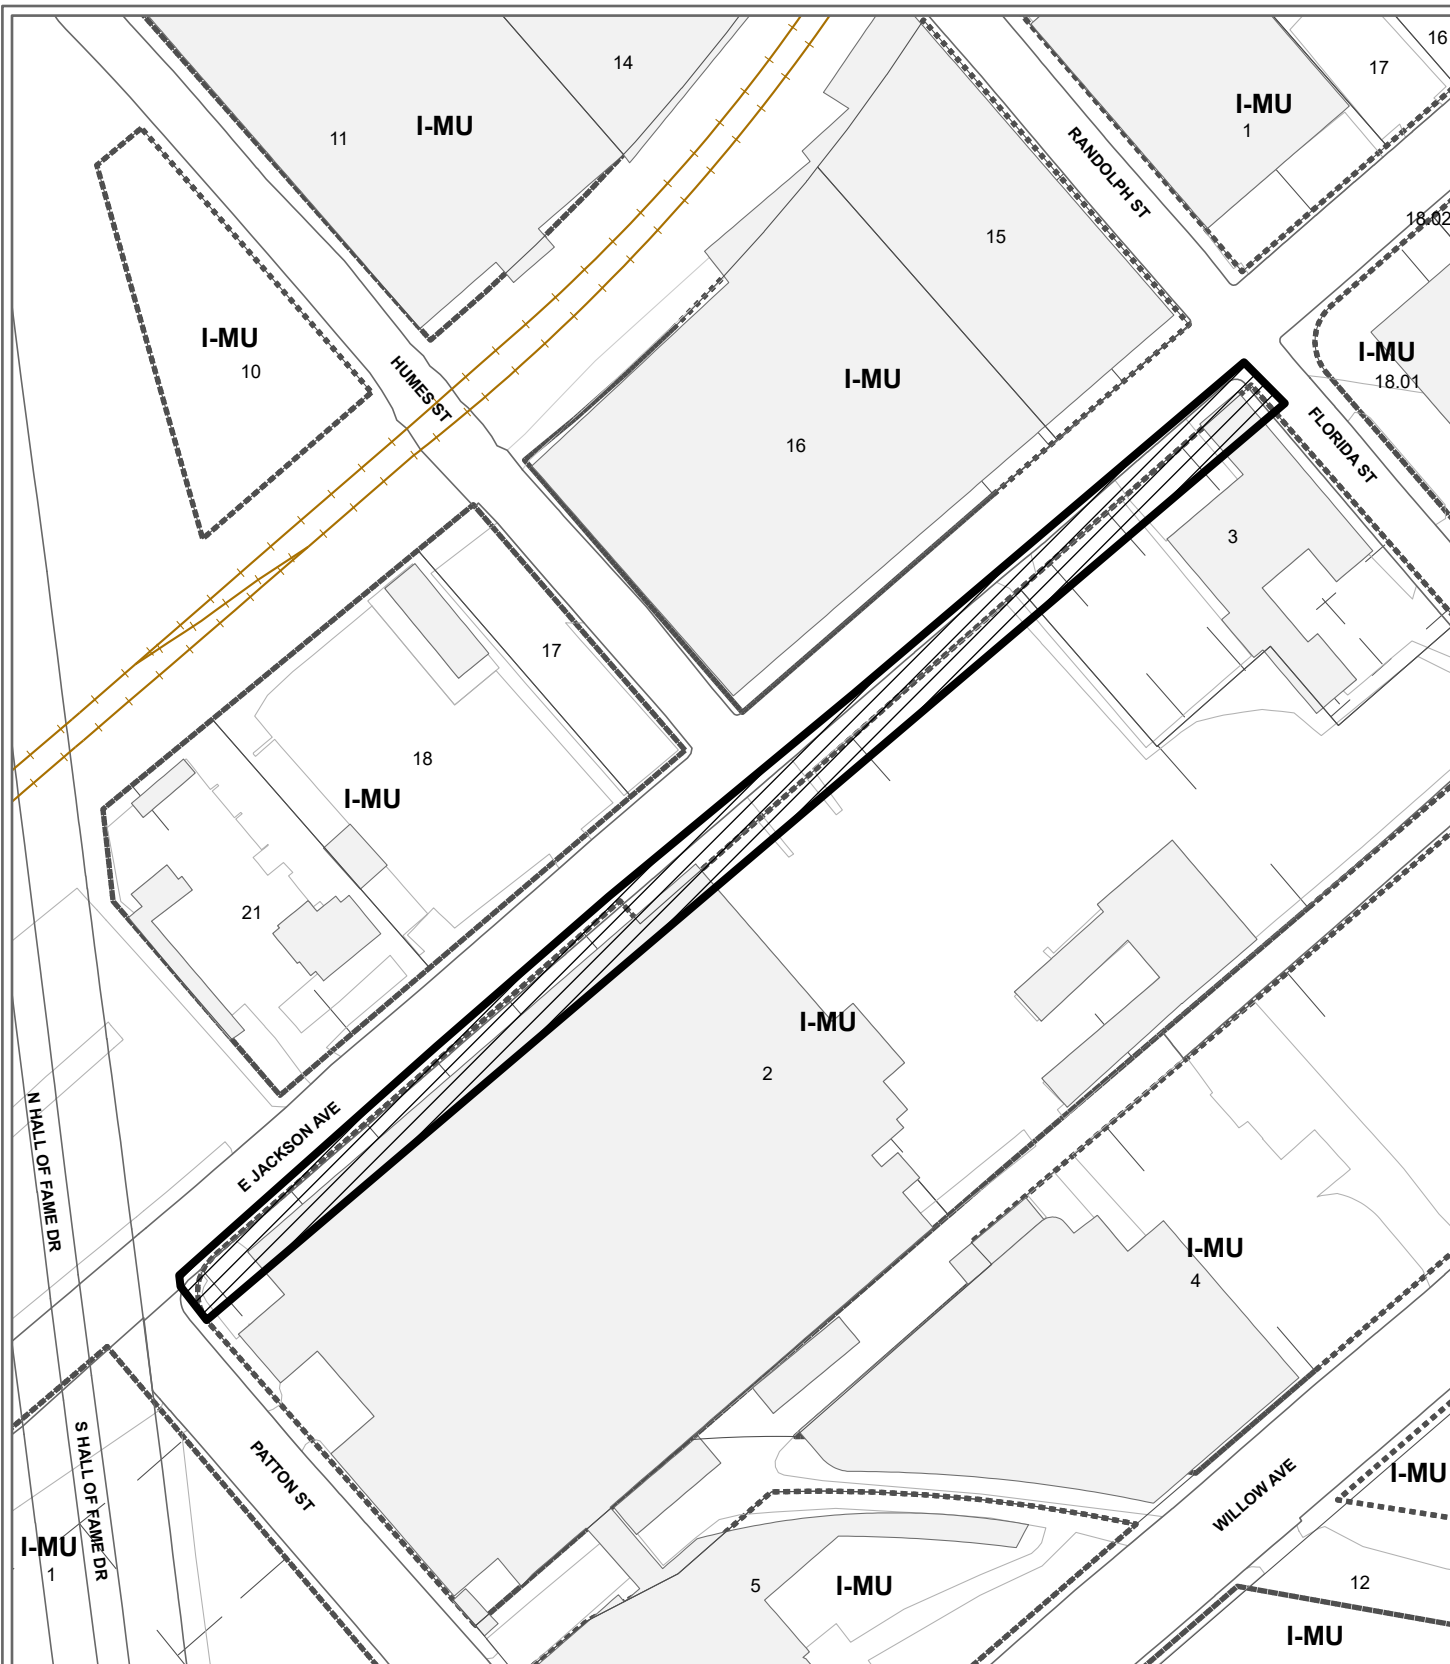 16
14
17
I-MU
1
11
I-MU
RANDOLPH ST
18.02
15
I-MU
10
I-MU
18.01
HUMES ST
I-MU
FLORIDA ST
16
3
17
18
I-MU
21
I-MU
2
E JACKSON AVE
N HALL OF FAME DR
I-MU
4
PATTON ST
S HALL OF FAME DR
WILLOW AVE
I-MU
I-MU
1
5
I-MU
12
I-MU